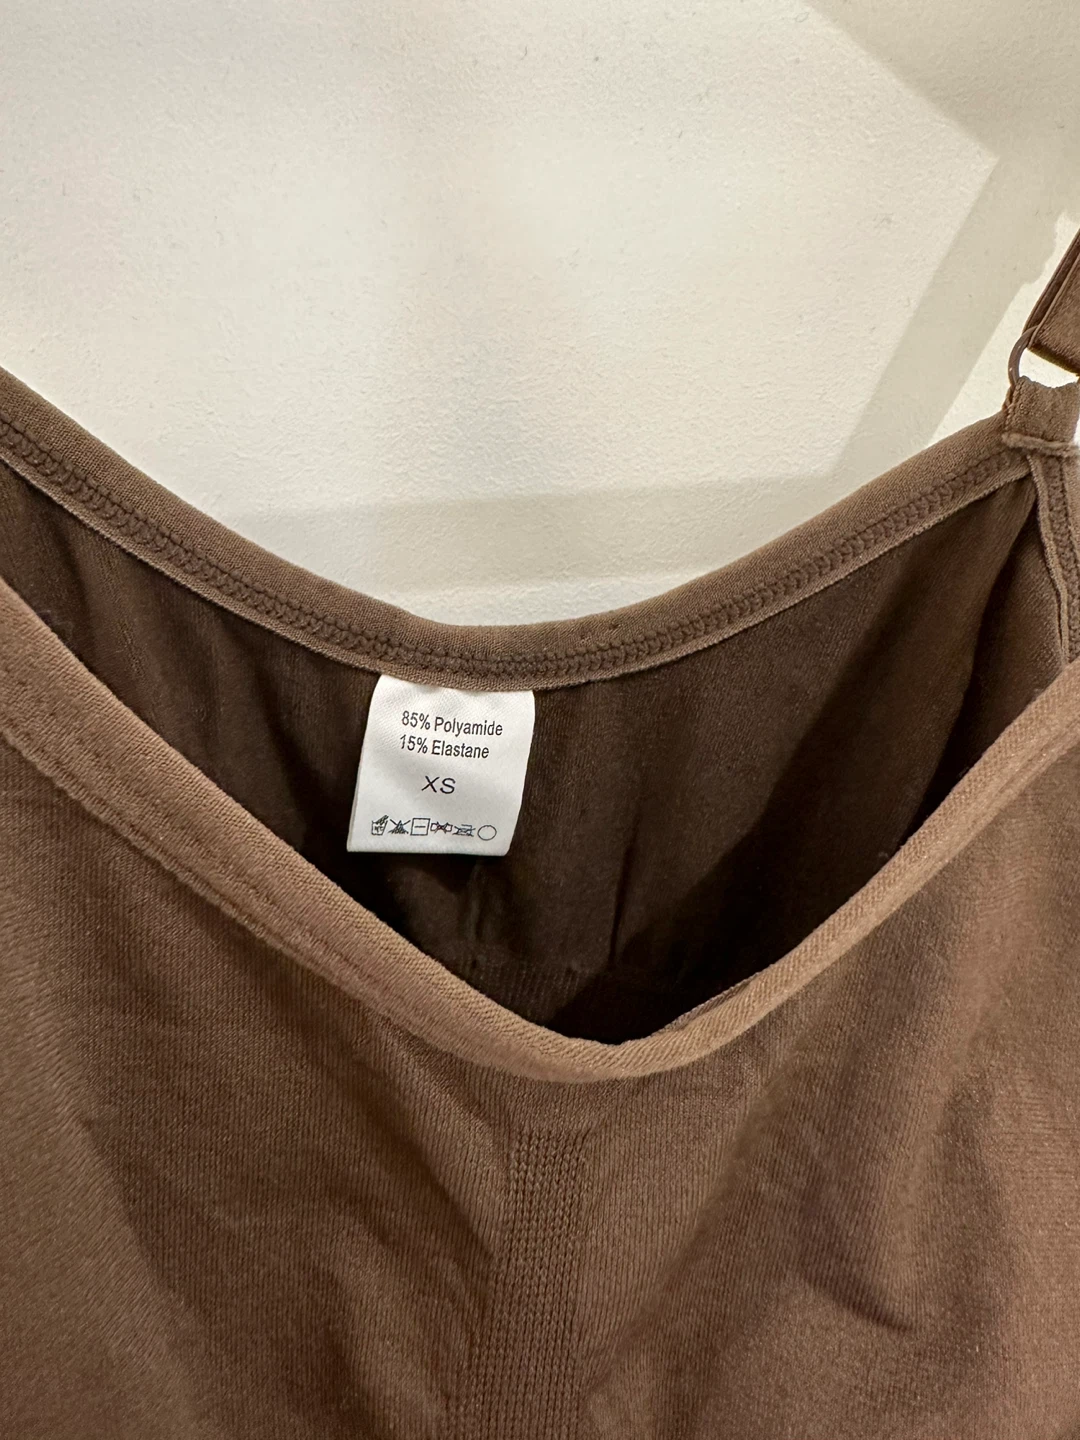 85% Polyamide
15% Elastane
XS